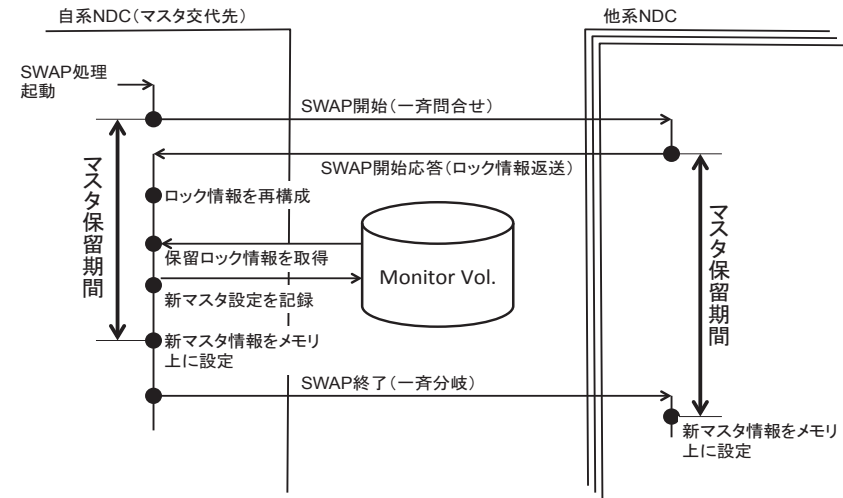 自系NDC(マスタ交代先)
他系NDC
SWAP処理
起動
SWAP開始(一斉問合せ)
SWAP開始応答(ロック情報返送)
マスタ保留期間
ロック情報を再構成
保留ロック情報を取得
Monitor Vol.
新マスタ設定を記録
新マスタ情報をメモリ
上に設定
マスタ保留期間
SWAP終了(一斉分岐)
新マスタ情報をメモリ
上に設定